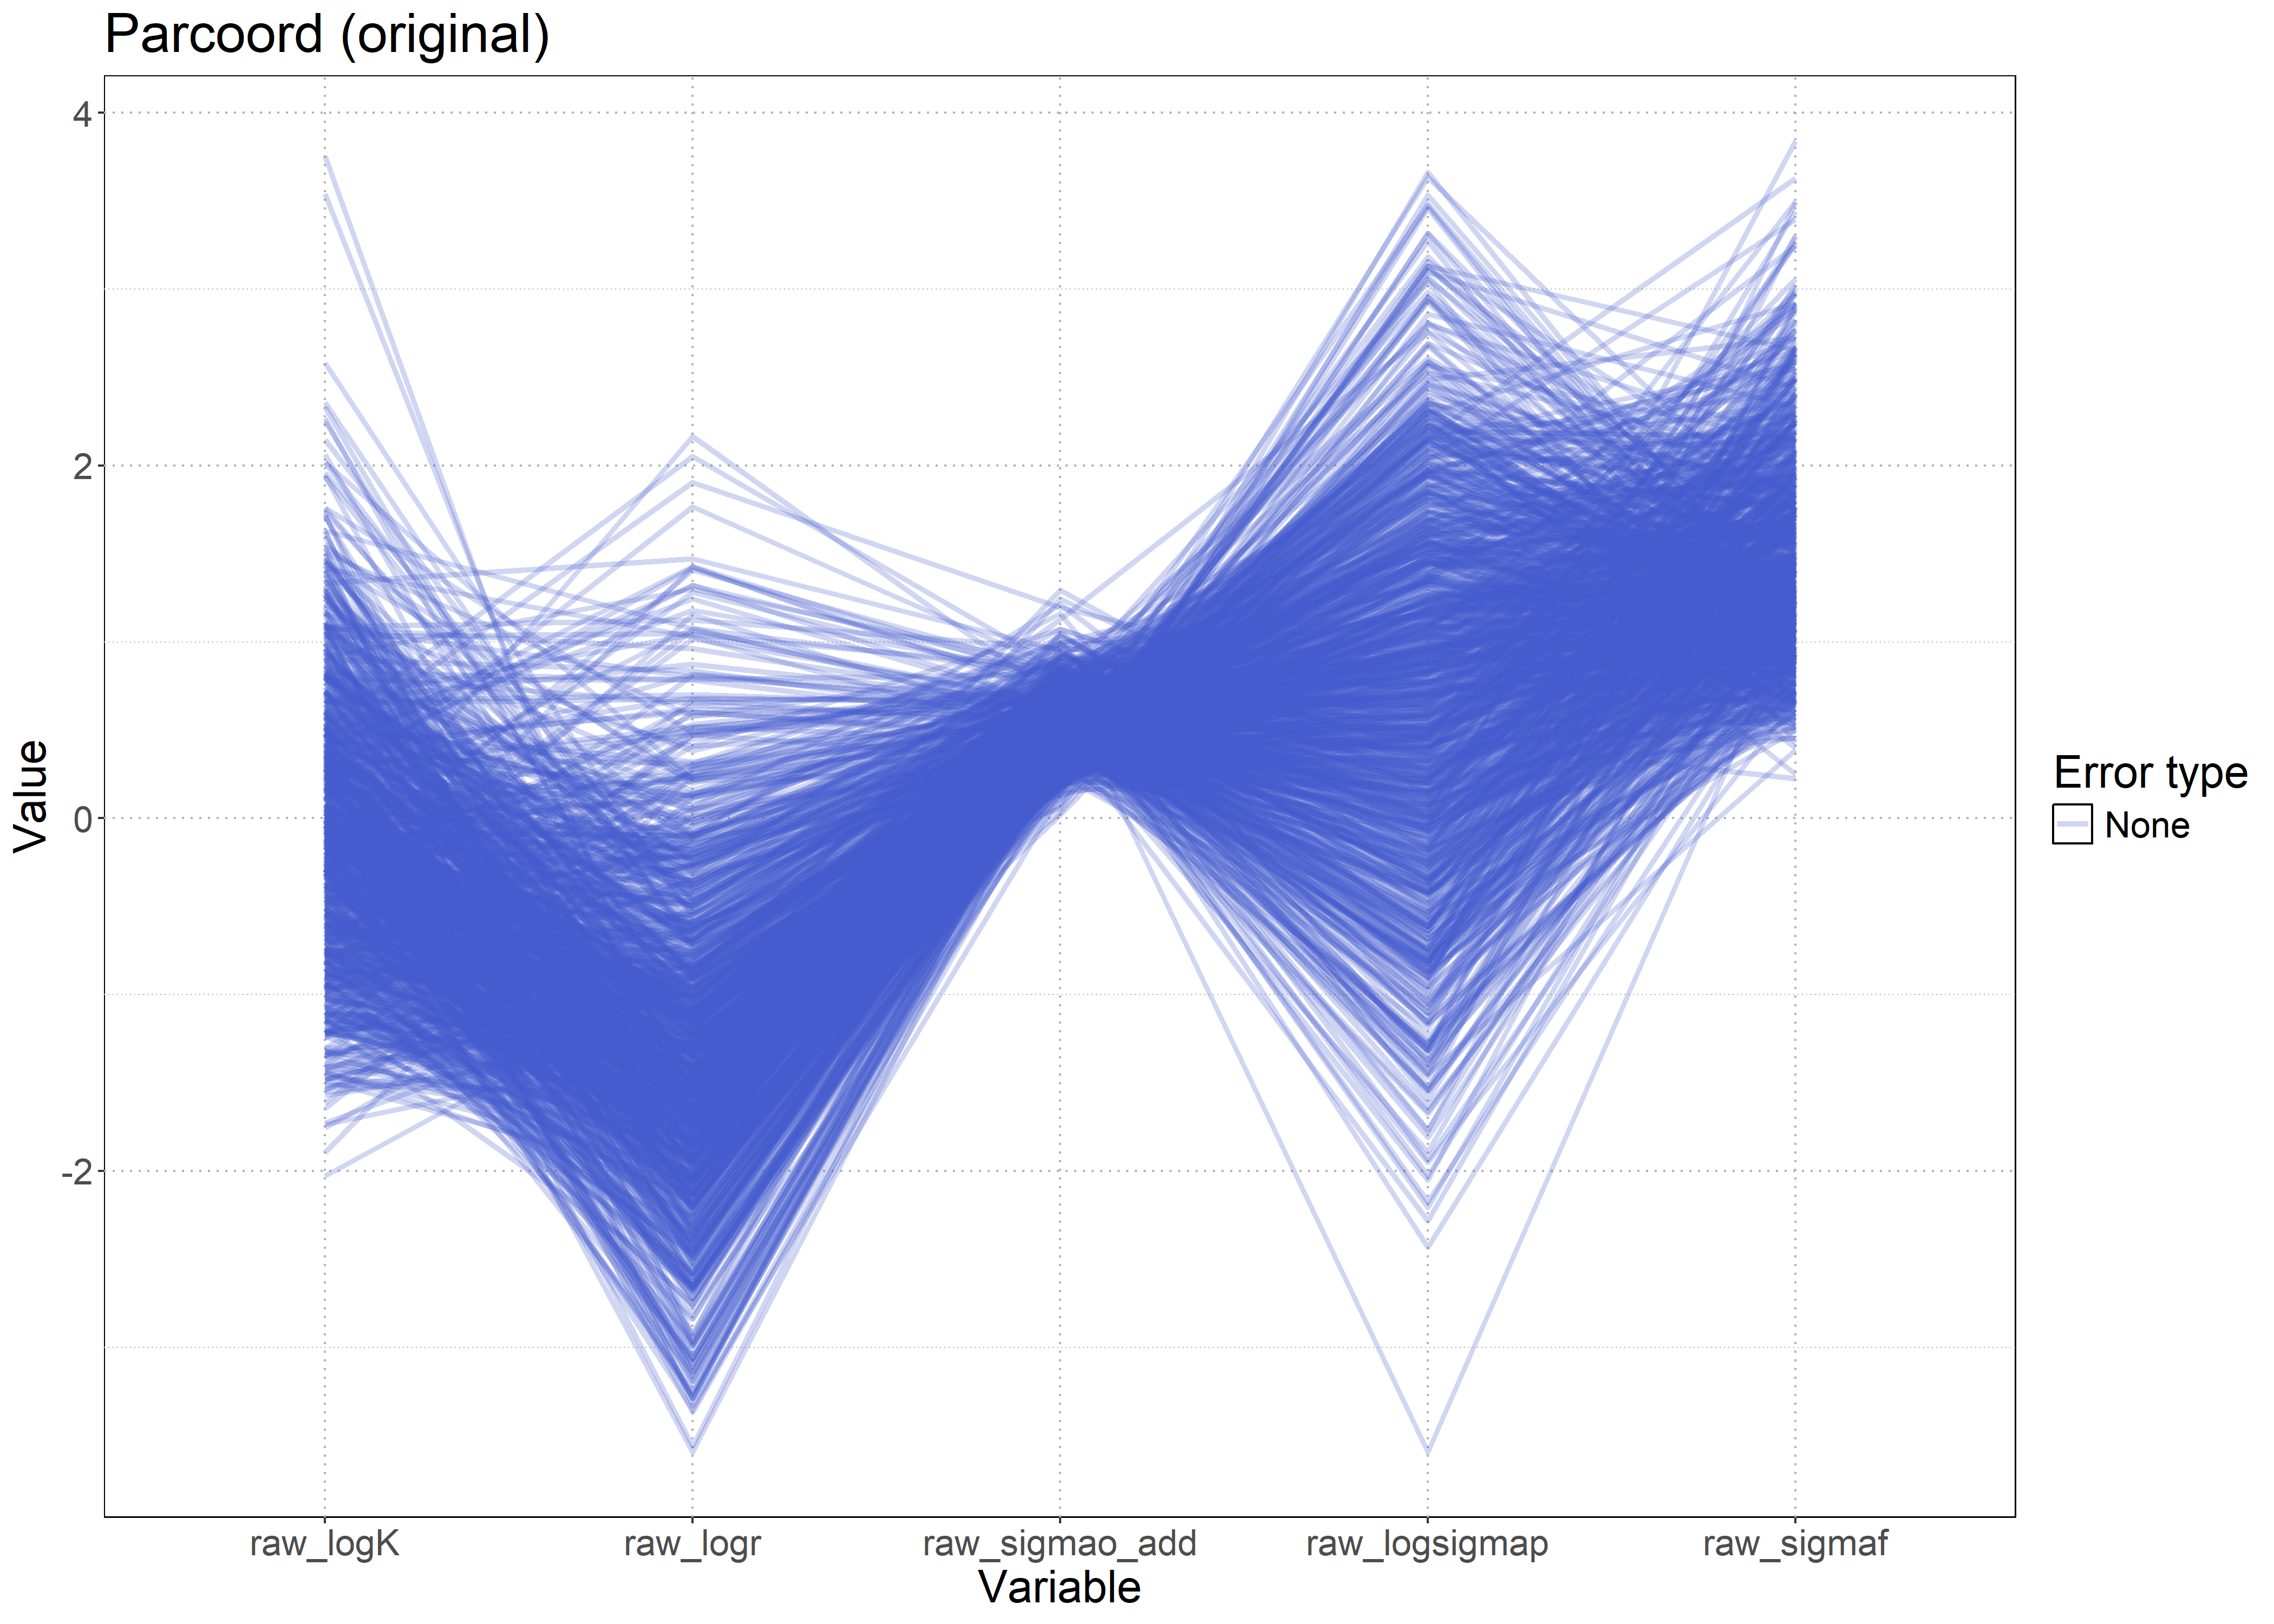 Parcoord (original)
4
2
0
-2
Value
raw_logK raw_logr raw_sigmao_add raw_logsigmap raw_sigmaf
Variable
Error type
None